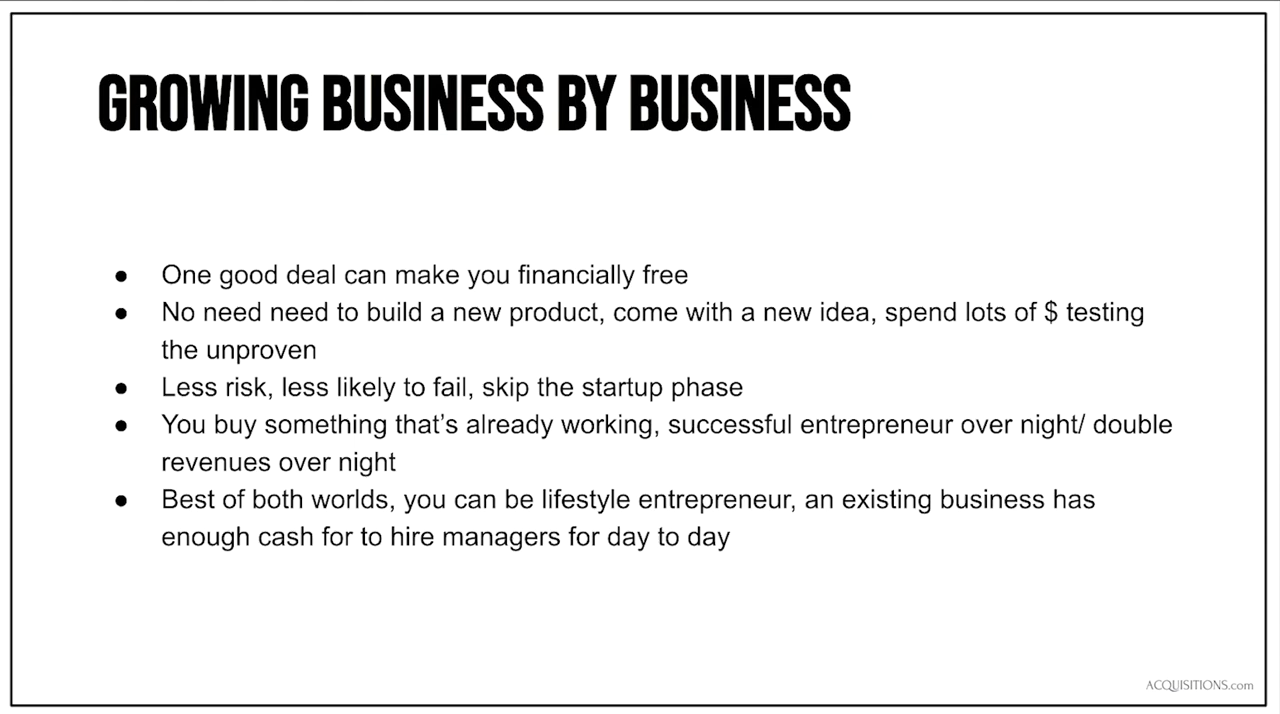 GROWING BUSINESS BY BUSINESS
● One good deal can make you financially free
● No need need to build a new product, come with a new idea, spend lots of $ testing
the unproven
● Less risk, less likely to fail, skip the startup phase
● You buy something that’s already working, successful entrepreneur over night/ double
revenues over night
● Best of both worlds, you can be lifestyle entrepreneur, an existing business has
enough cash for to hire managers for day to day
ACQUISITIONS.com